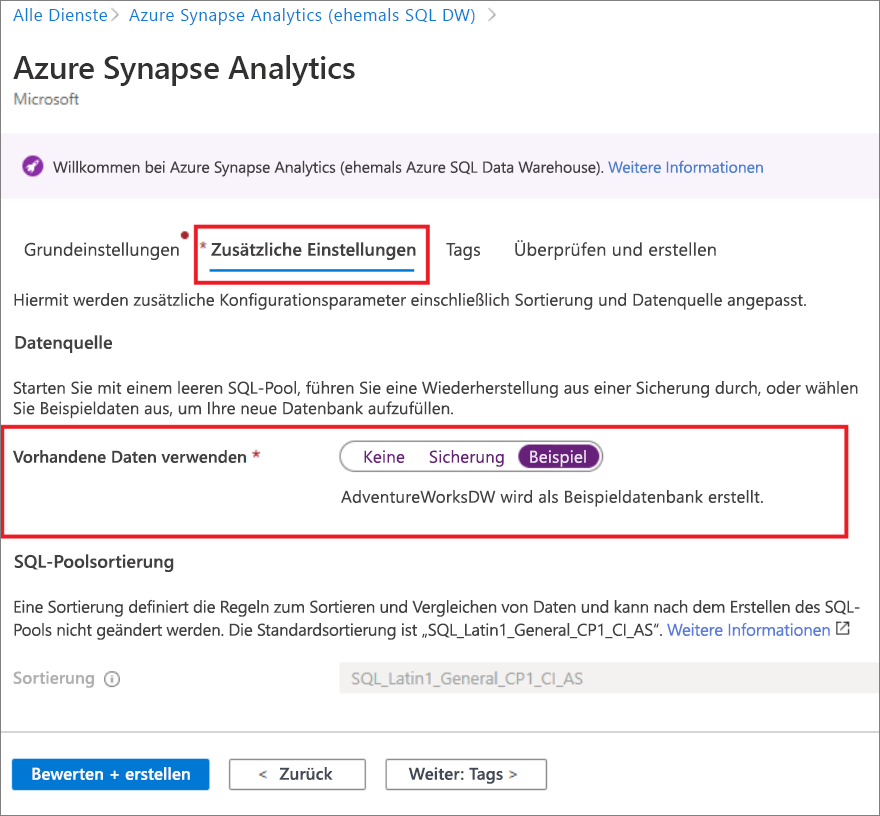 Alle Dienste > Azure Synapse Analytics (ehemals SQL DW) >
Azure Synapse Analytics
Microsoft
Willkommen bei Azure Synapse Analytics (ehemals Azure SQL Data Warehouse). Weitere Informationen
Grundeinstellungen * Zusätzliche Einstellungen Tags Überprüfen und erstellen
Hiermit werden zusätzliche Konfigurationsparameter einschließlich Sortierung und Datenquelle angepasst.
Datenquelle
Starten Sie mit einem leeren SQL-Pool, führen Sie eine Wiederherstellung aus einer Sicherung durch, oder wählen
Sie Beispieldaten aus, um Ihre neue Datenbank aufzufüllen.
Vorhandene Daten verwenden * Keine Sicherung Beispiel
AdventureWorksDW wird als Beispieldatenbank erstellt.
SQL-Poolsortierung
Eine Sortierung definiert die Regeln zum Sortieren und Vergleichen von Daten und kann nach dem Erstellen des SQL-
Pools nicht geändert werden. Die Standardsortierung ist „SQL_Latin1_General_CP1_CI_AS“. Weitere Informationen
Sortierung SQL_Latin1_General_CP1_CI_AS
Bewerten + erstellen < Zurück Weiter: Tags >